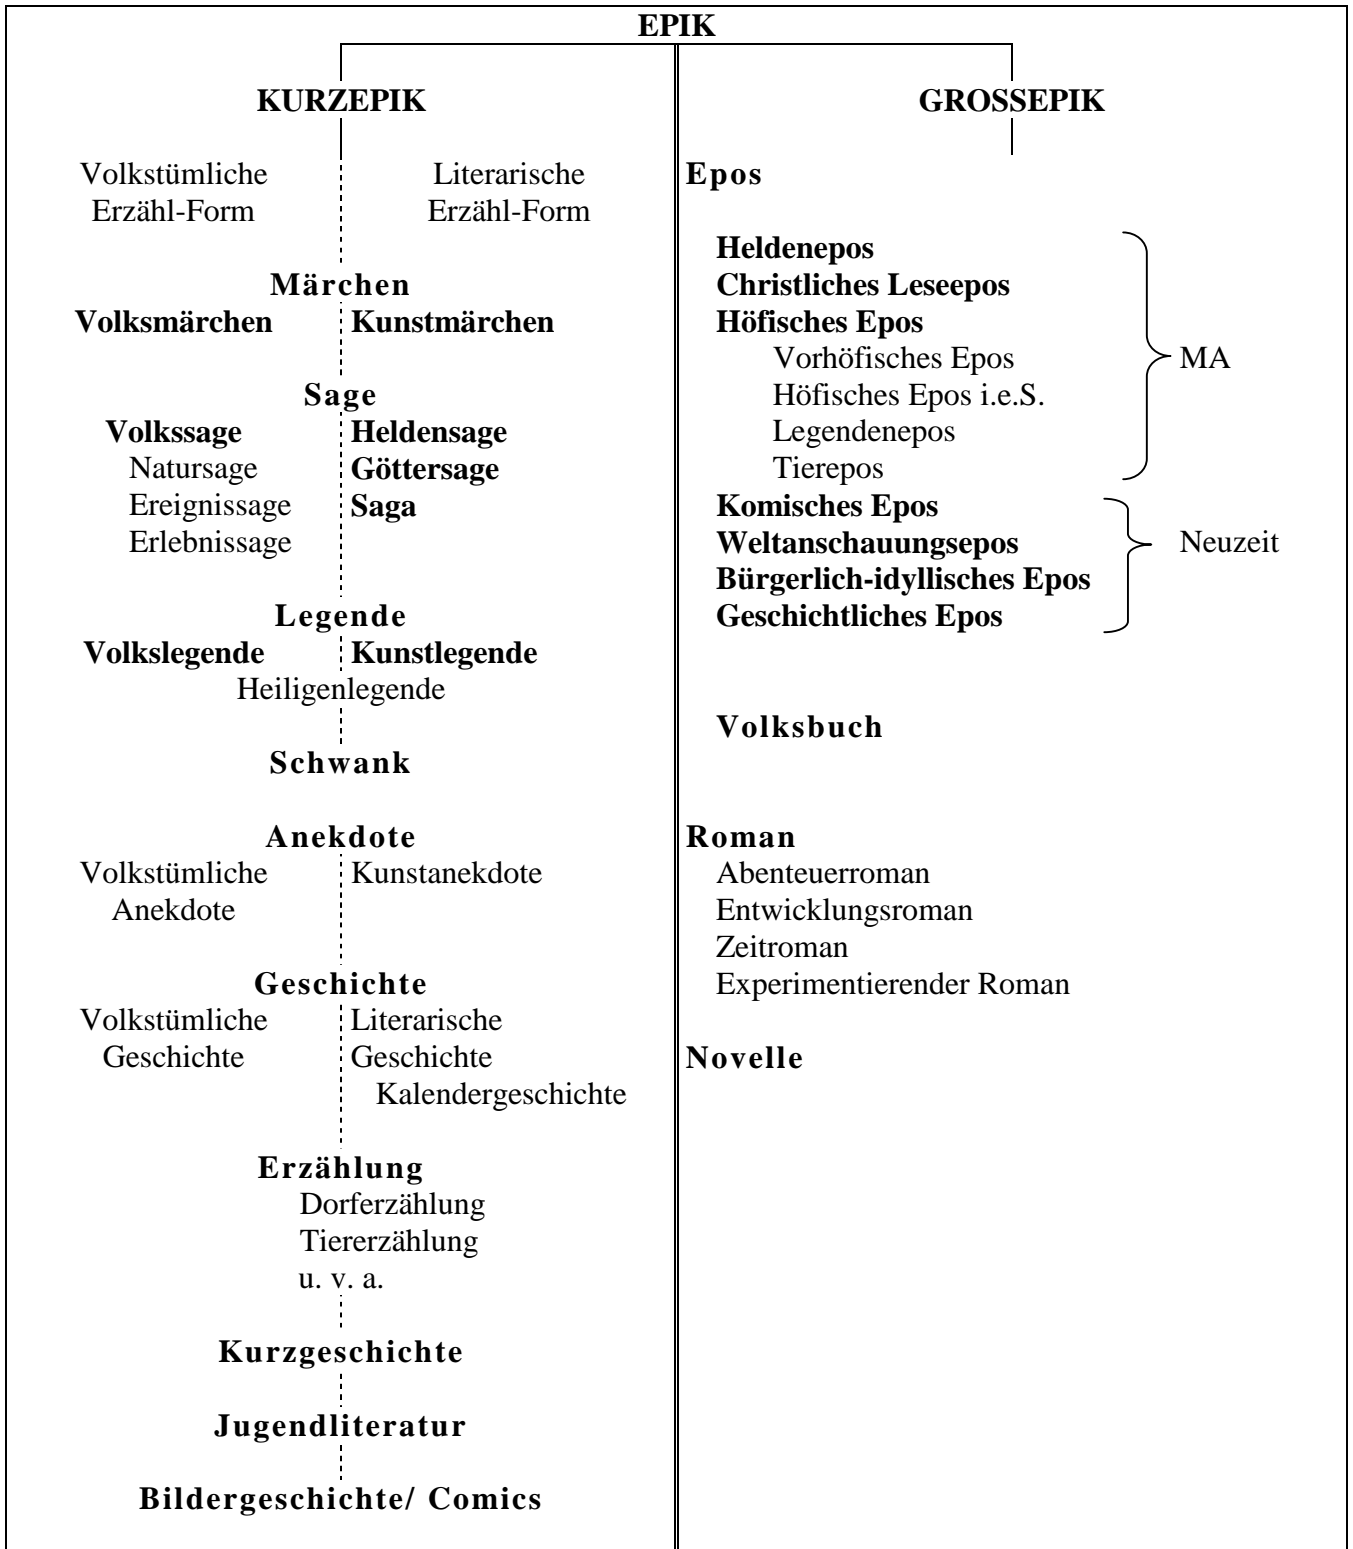 EPIK
KURZEPIK
Volkstümliche
Erzähl-Form
Literarische
Erzähl-Form
Märchen
Volksmärchen
Kunstmärchen
Sage
Volkssage
Natursage
Ereignissage
Erlebnissage
Heldensage
Göttersage
Saga
Legende
Volkslegende
Kunstlegende
Heiligenlegende
Schwank
Anekdote
Volkstümliche
Anekdote
Kunstanekdote
Geschichte
Volkstümliche
Geschichte
Literarische
Geschichte
Kalendergeschichte
Erzählung
Dorferzählung
Tiererzählung
u. v. a.
Kurzgeschichte
Jugendliteratur
Bildergeschichte/ Comics
GROSSEPIK
Epos
Heldenepos
Christliches Leseepos
Höfisches Epos
Vorhöfisches Epos
Höfisches Epos i.e.S.
Legendenepos
Tierepos
MA
Komisches Epos
Weltanschauungsepos
Bürgerlich-idyllisches Epos
Geschichtliches Epos
Neuzeit
Volksbuch
Roman
Abenteuerroman
Entwicklungsroman
Zeitroman
Experimentierender Roman
Novelle